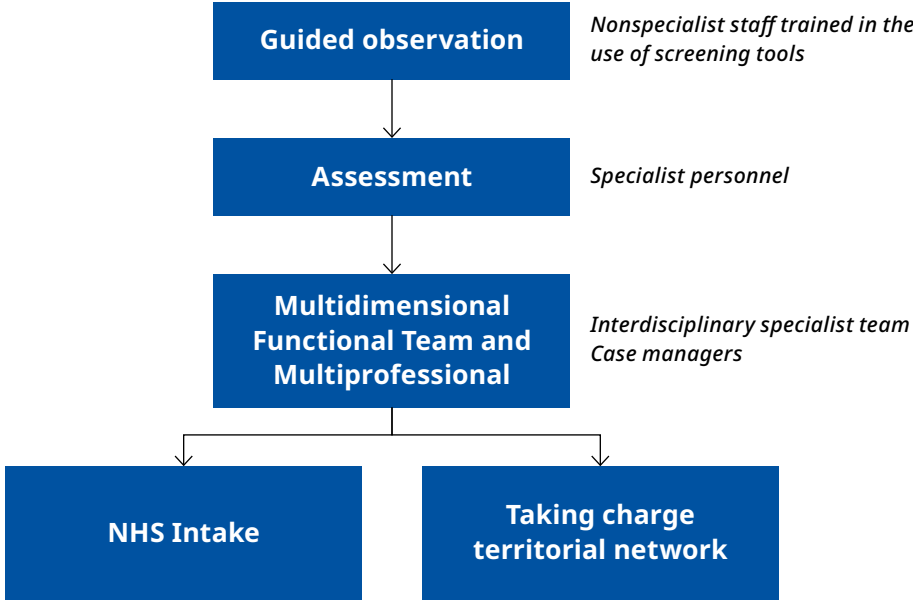 Guided observation
Nonspecialist staff trained in the
use of screening tools
Assessment
Specialist personnel
Multidimensional
Functional Team and
Multiprofessional
Interdisciplinary specialist team
Case managers
NHS Intake
Taking charge
territorial network